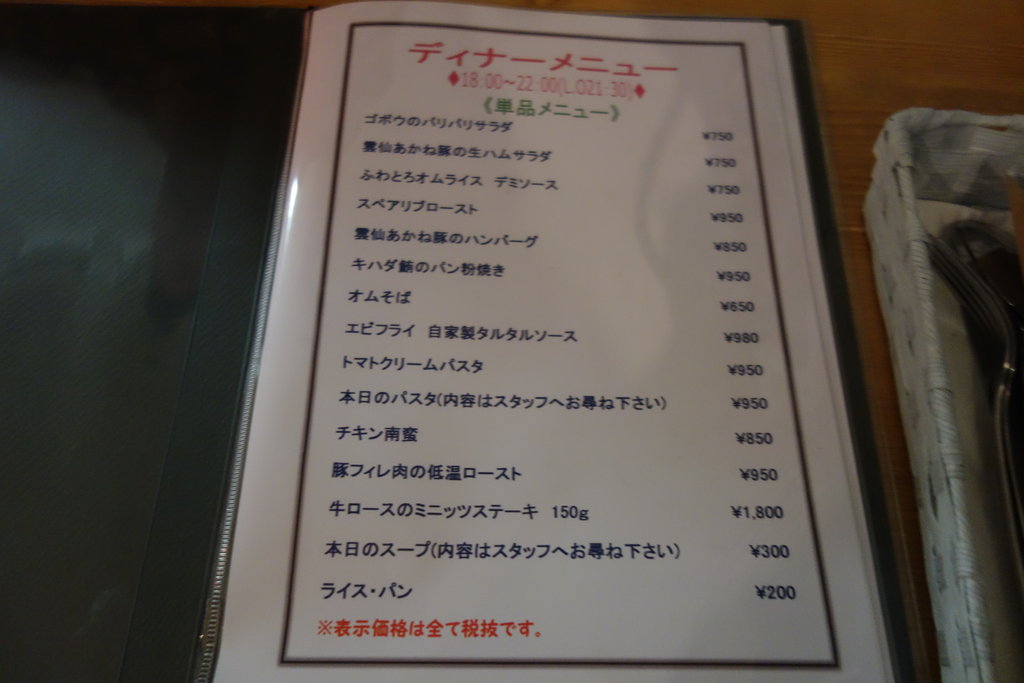 ディナーメニュー
♦18:00～22:00(L.O21:30)♦
《単品メニュー》
ゴボウのパリパリサラダ ¥750
雲仙あかね豚の生ハムサラダ ¥750
ふわとろオムライス デミソース ¥750
スペアリブロースト ¥950
雲仙あかね豚のハンバーグ ¥850
キハダ鮪のパン粉焼き ¥950
オムそば ¥650
エビフライ 自家製タルタルソース ¥980
トマトクリームパスタ ¥950
本日のパスタ(内容はスタッフへお尋ね下さい) ¥950
チキン南蛮 ¥850
豚フィレ肉の低温ロースト ¥950
牛ロースのミニッツステーキ 150g ¥1,800
本日のスープ(内容はスタッフへお尋ね下さい) ¥300
ライス・パン ¥200
※表示価格は全て税抜です。